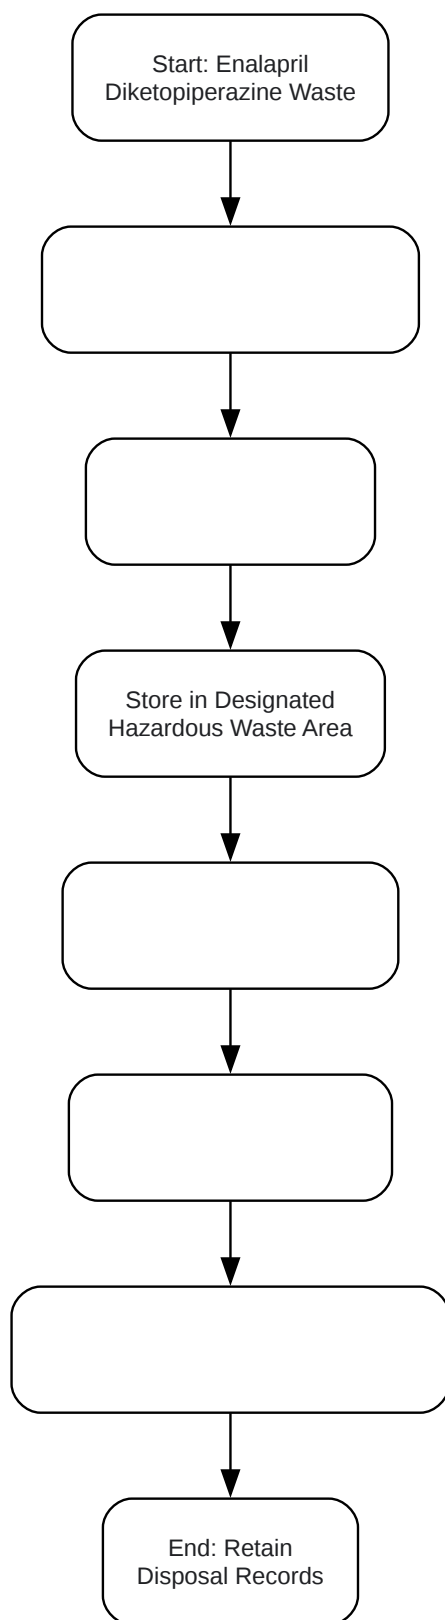 Start: Enalapril
Diketopiperazine Waste
Store in Designated
Hazardous Waste Area
End: Retain
Disposal Records